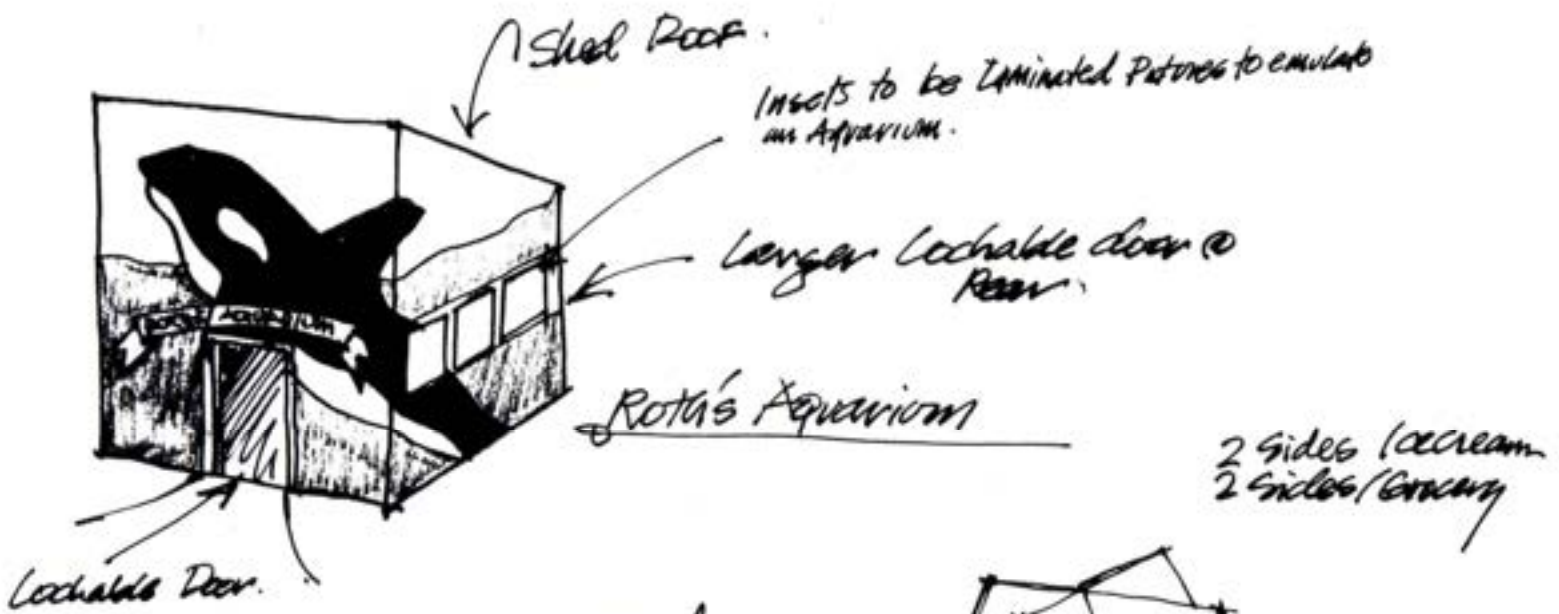 Shed Roof.
Insets to be Laminated Pictures to emulate
an Aquarium.
Larger Lockable door @
Rear.
AQUARIUM
Roth's Aquarium
2 Sides Icecream
2 Sides/Grocery
Lockable Door.